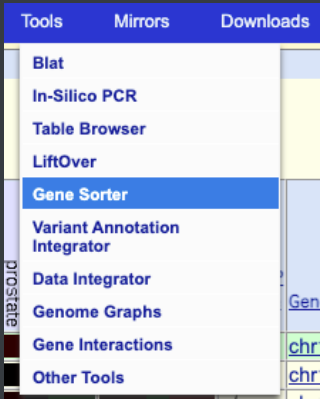 Tools Mirrors Downloads
Blat
In-Silico PCR
Table Browser
LiftOver
Gene Sorter
Variant Annotation
Integrator
Data Integrator
Genome Graphs
Gene Interactions
Other Tools
prostate
Gen
chr
chr